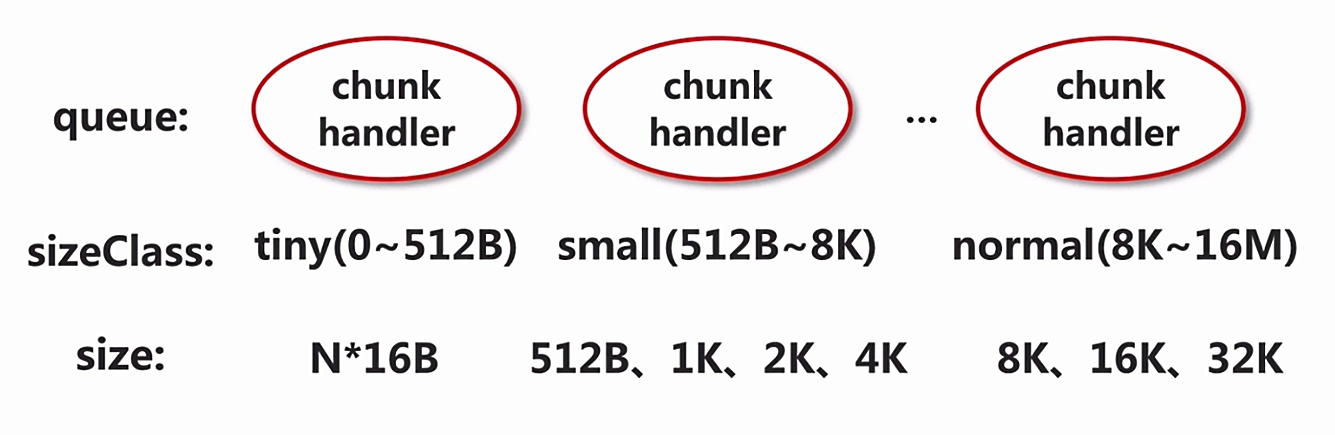 queue: chunk handler chunk handler ... chunk handler
sizeClass: tiny(0~512B) small(512B~8K) normal(8K~16M)
size: N*16B 512B、1K、2K、4K 8K、16K、32K